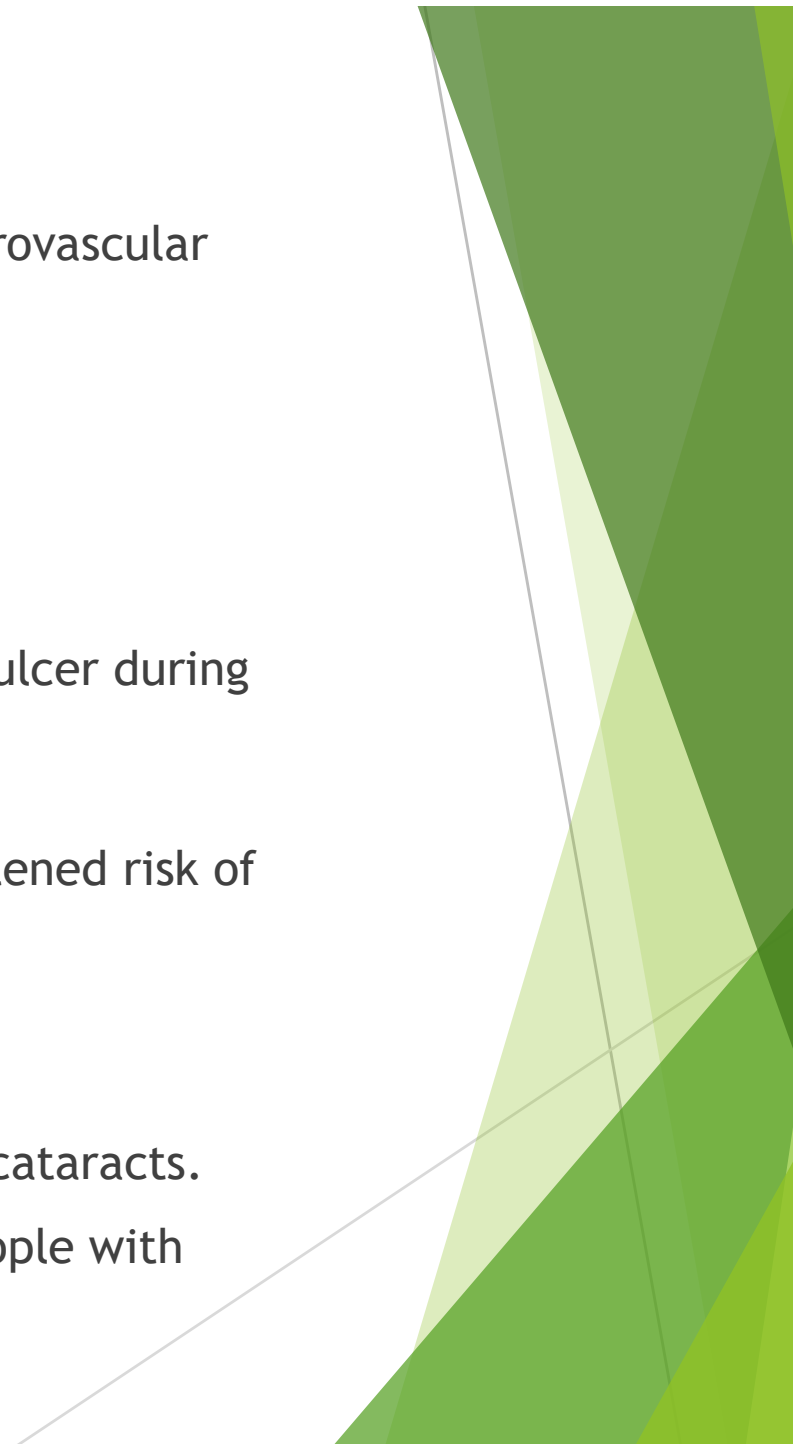 rovascular
ulcer during
ened risk of
cataracts.
ople with